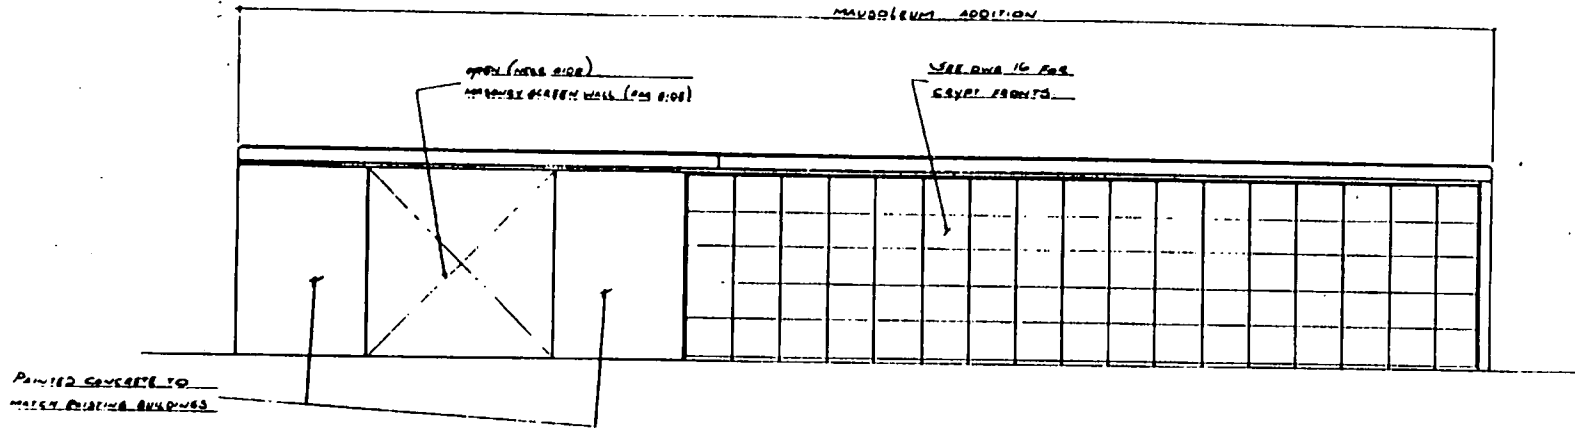 MAUSOLEUM ADDITION
OPEN (NEAR SIDE)
MASONRY SCREEN WALL (FAR SIDE)
SEE DWG 16 FOR
CRYPT FRONTS
PAINTED CONCRETE TO
MATCH EXISTING BUILDINGS